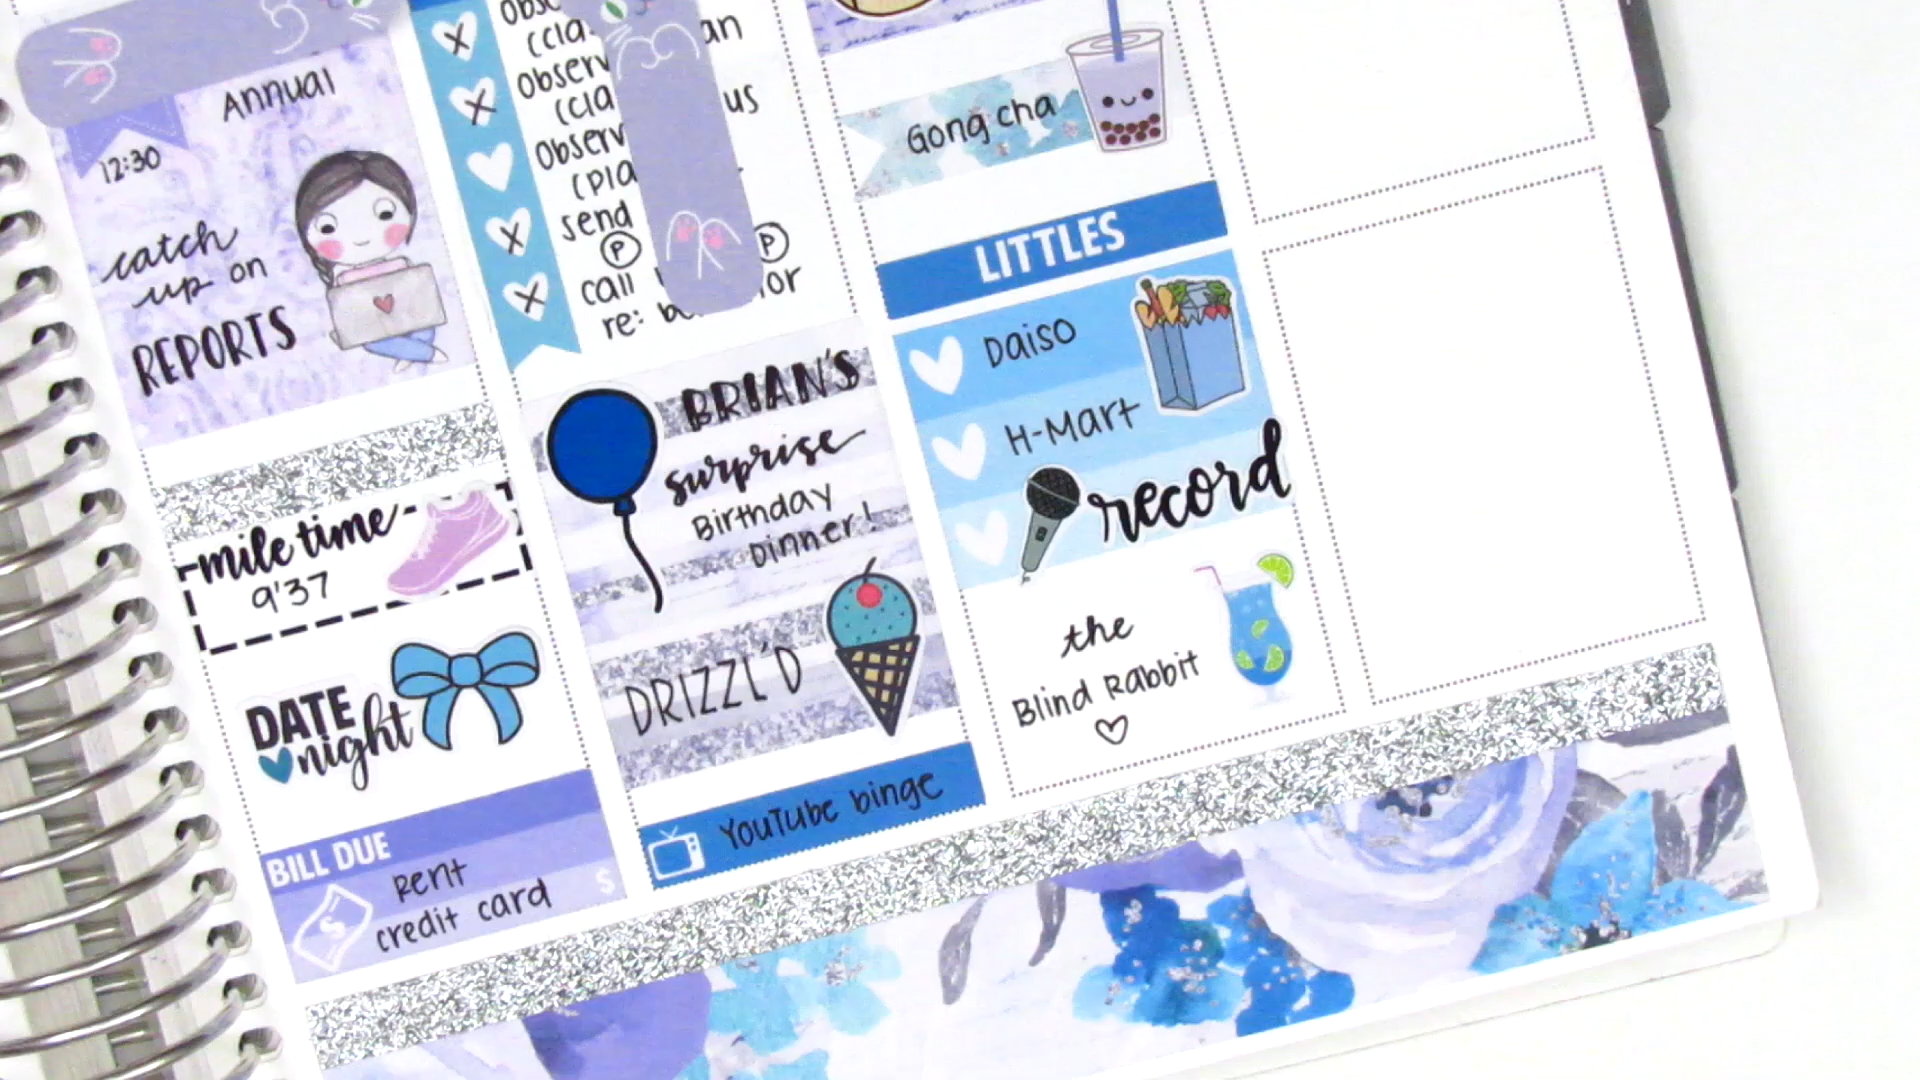 Annual
12:30
catch
up on
REPORTS
mile time
9'37
DATE
night
BILL DUE
Rent
credit card
$
$
us
send
P
P
call
re:
BRIAN'S
surprise
Birthday
Dinner!
DRIZZL'D
YouTube binge
Gong cha
LITTLES
Daiso
H-Mart
record
the
Blind Rabbit